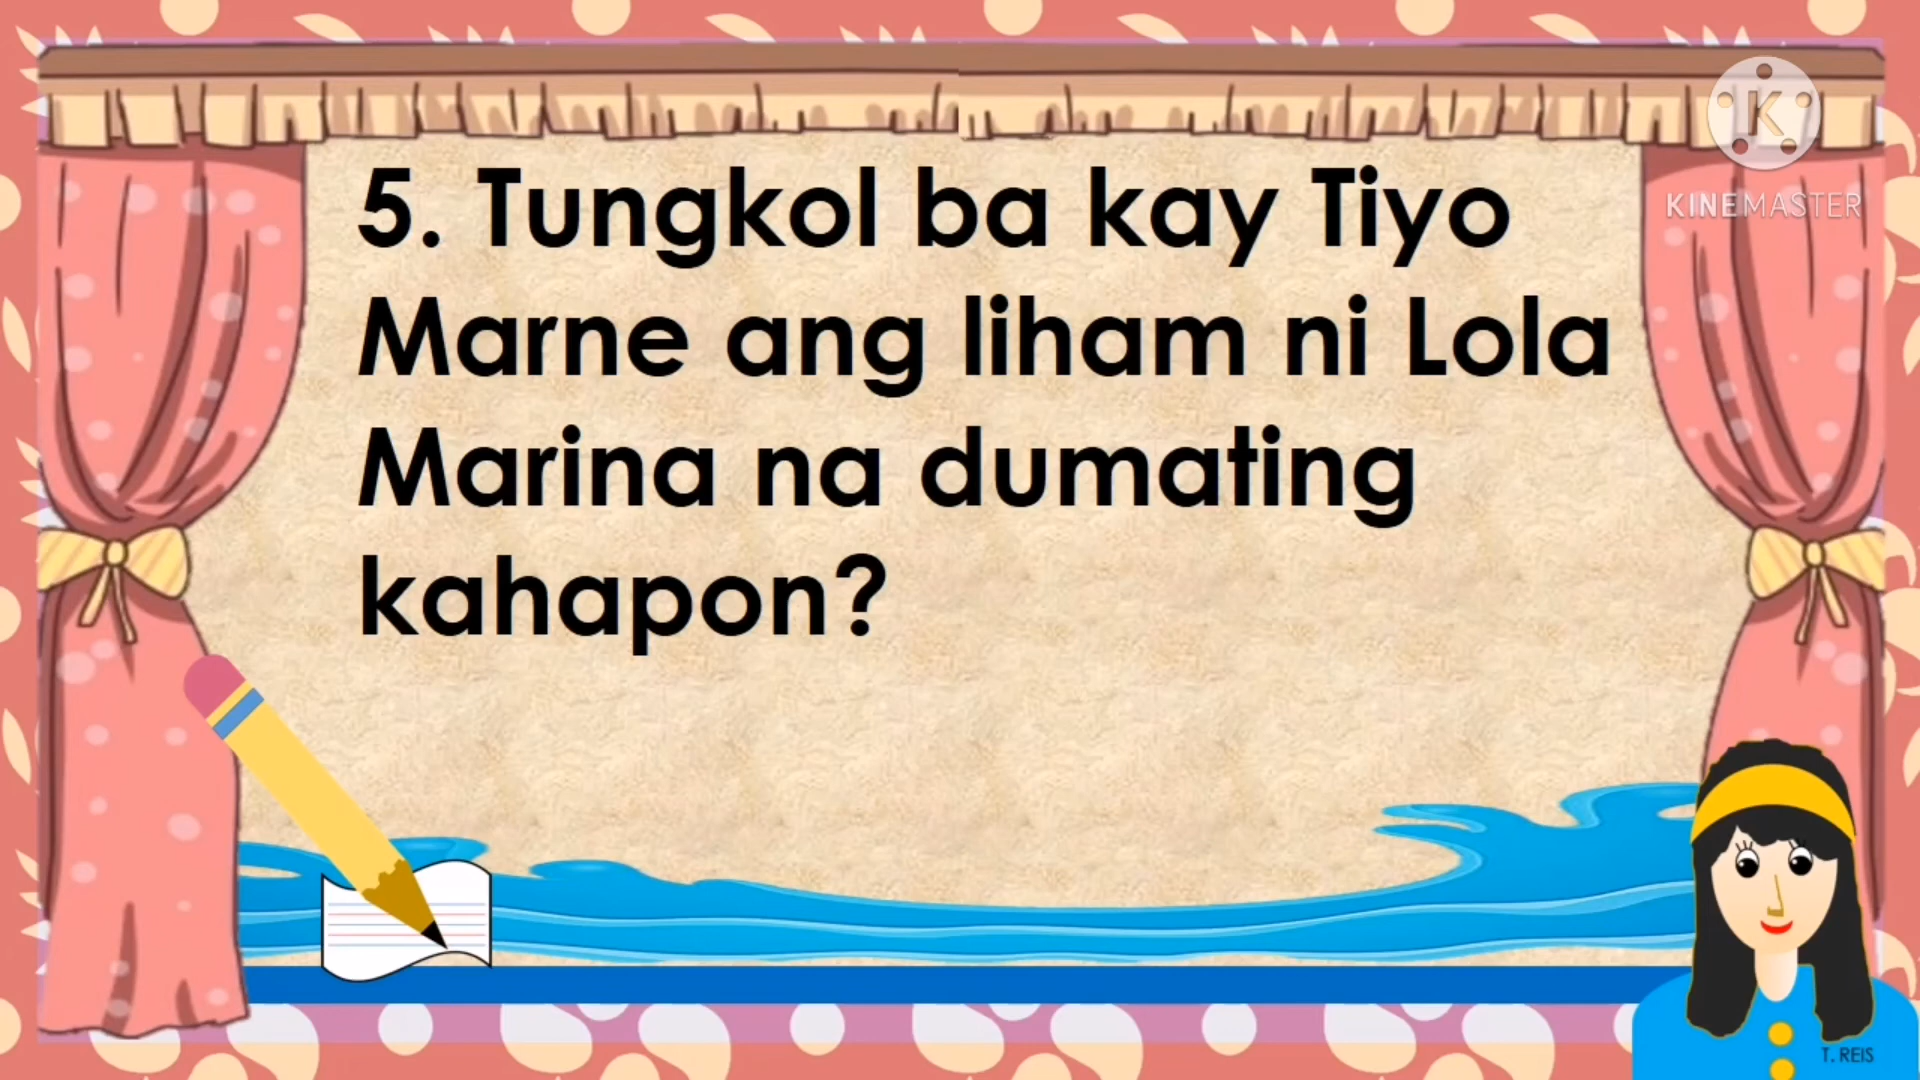 5. Tungkol ba kay Tiyo
Marne ang liham ni Lola
Marina na dumating
kahapon?
K
KINEMASTER
T. REIS